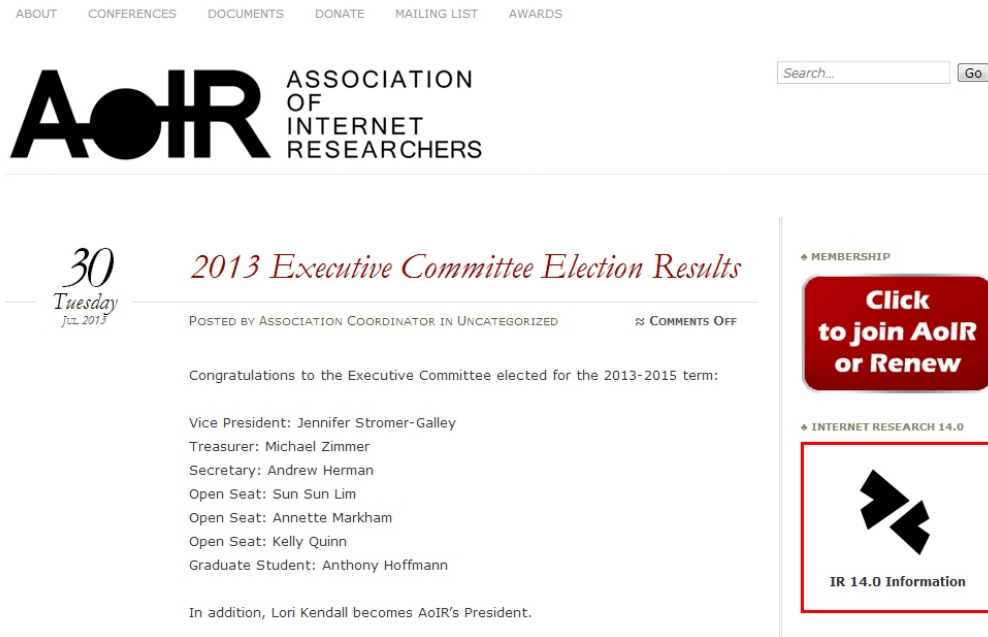 ABOUT CONFERENCES DOCUMENTS DONATE MAILING LIST AWARDS
AoIR
ASSOCIATION
OF
INTERNET
RESEARCHERS
Search...
Go
30
Tuesday
Jul 2013
2013 Executive Committee Election Results
Posted by Association Coordinator in Uncategorized
≈ Comments Off
Congratulations to the Executive Committee elected for the 2013-2015 term:
Vice President: Jennifer Stromer-Galley
Treasurer: Michael Zimmer
Secretary: Andrew Herman
Open Seat: Sun Sun Lim
Open Seat: Annette Markham
Open Seat: Kelly Quinn
Graduate Student: Anthony Hoffmann
In addition, Lori Kendall becomes AoIR’s President.
♣ MEMBERSHIP
Click
to join AoIR
or Renew
♣ INTERNET RESEARCH 14.0
IR 14.0 Information